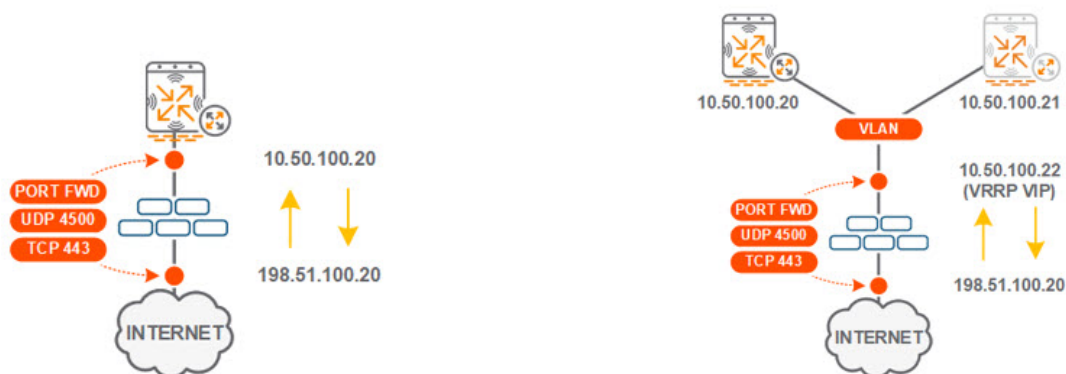 10.50.100.20
PORT FWD
UDP 4500
TCP 443
198.51.100.20
INTERNET
10.50.100.20
10.50.100.21
VLAN
10.50.100.22
(VRRP VIP)
PORT FWD
UDP 4500
TCP 443
198.51.100.20
INTERNET